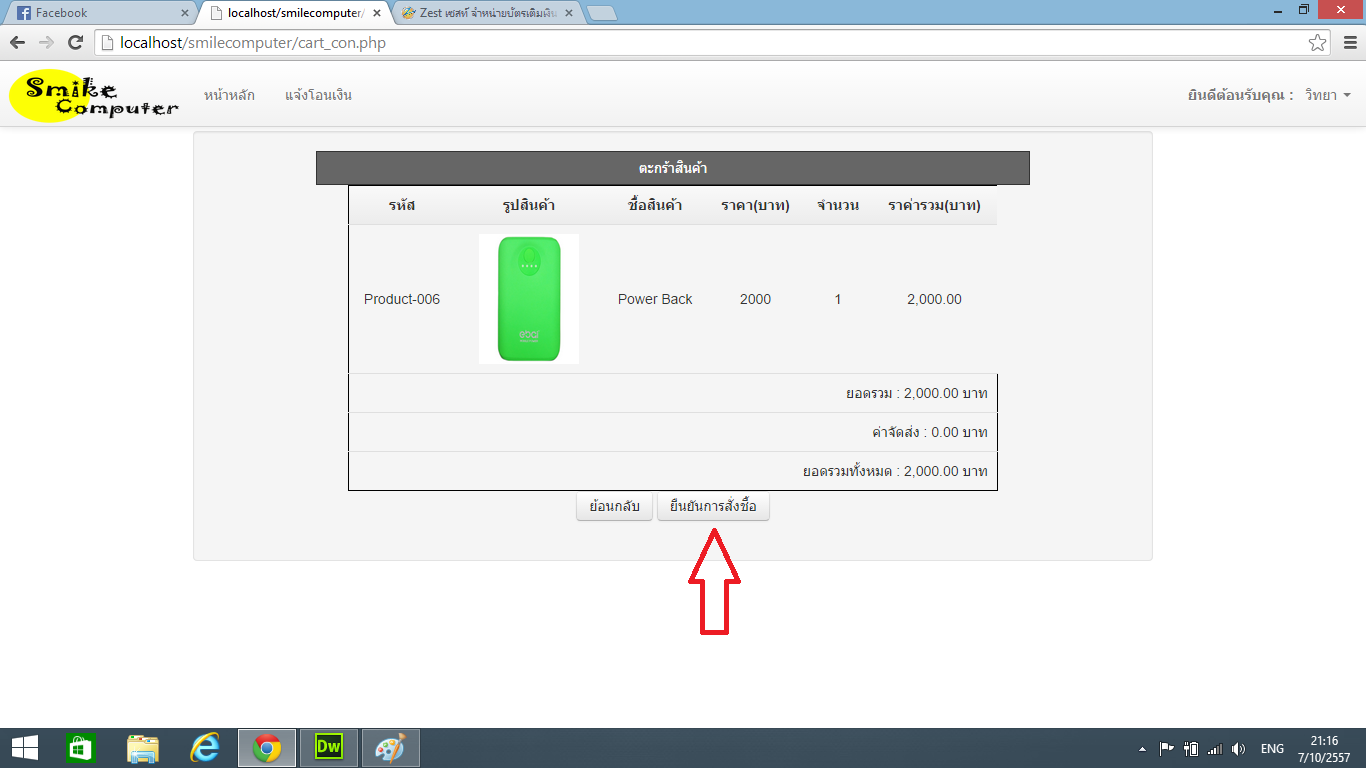 Facebook
localhost/smilecomputer/
Zest เซสท์ จำหน่ายบัตรเติมเงิน
localhost/smilecomputer/cart_con.php
Smike Computer
หน้าหลัก
แจ้งโอนเงิน
ยินดีต้อนรับคุณ : วิทยา
ตะกร้าสินค้า
รหัส รูปสินค้า ชื่อสินค้า ราคา(บาท) จำนวน ราค่ารวม(บาท)
Product-006 Power Back 2000 1 2,000.00
ยอดรวม : 2,000.00 บาท
ค่าจัดส่ง : 0.00 บาท
ยอดรวมทั้งหมด : 2,000.00 บาท
ย้อนกลับ ยืนยันการสั่งซื้อ
Dw
ENG
21:16
7/10/2557